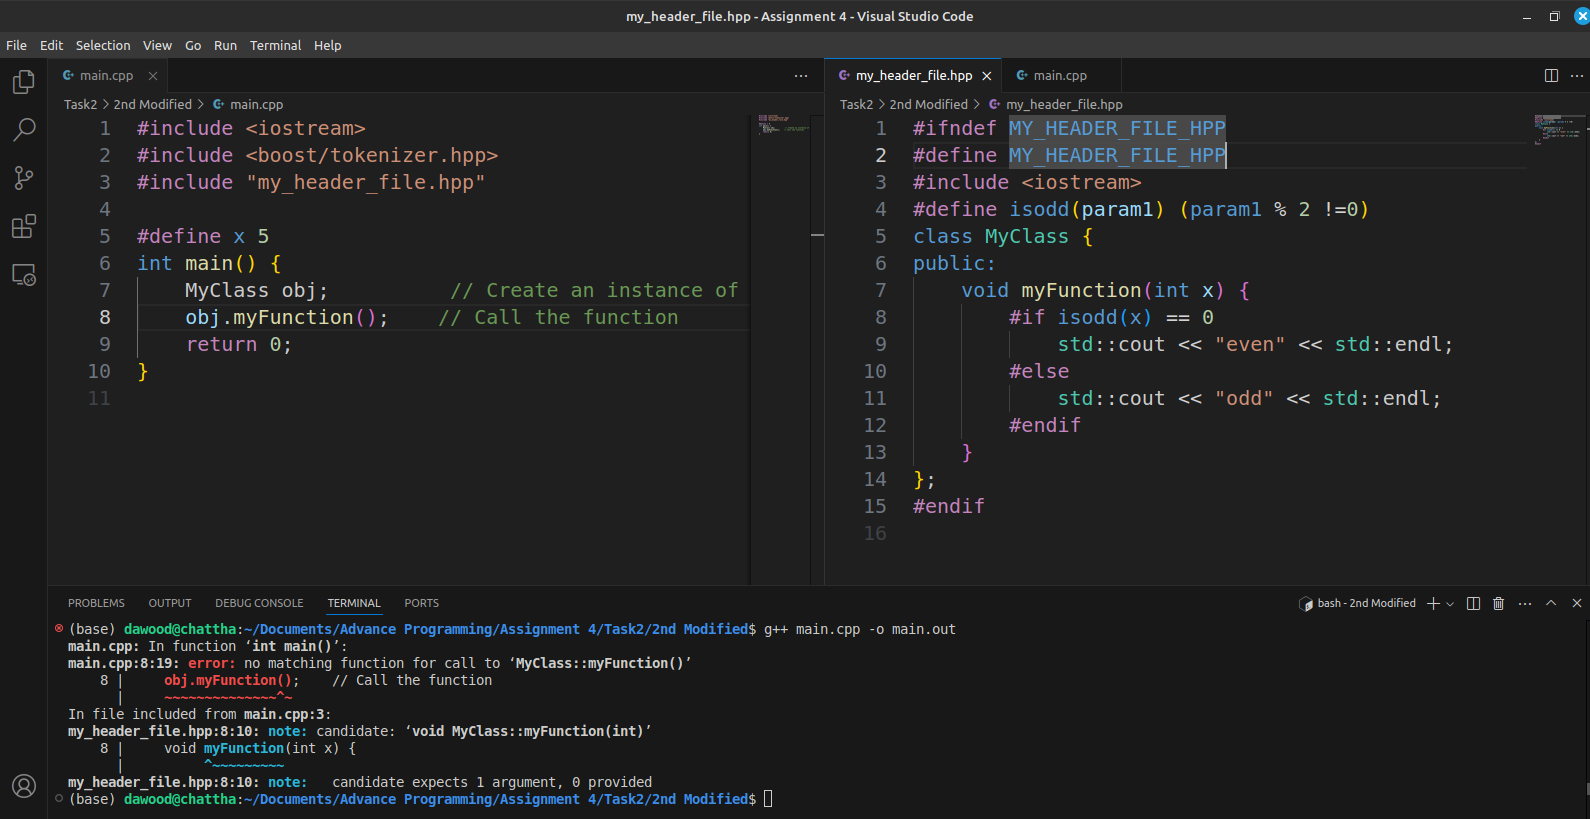 my_header_file.hpp - Assignment 4 - Visual Studio Code
File Edit Selection View Go Run Terminal Help
main.cpp
Task2 > 2nd Modified > main.cpp
1 #include <iostream>
2 #include <boost/tokenizer.hpp>
3 #include "my_header_file.hpp"
4
5 #define x 5
6 int main() {
7     MyClass obj;          // Create an instance of
8     obj.myFunction();    // Call the function
9     return 0;
10 }
11
my_header_file.hpp main.cpp
Task2 > 2nd Modified > my_header_file.hpp
1 #ifndef MY_HEADER_FILE_HPP
2 #define MY_HEADER_FILE_HPP
3 #include <iostream>
4 #define isodd(param1) (param1 % 2 !=0)
5 class MyClass {
6 public:
7     void myFunction(int x) {
8         #if isodd(x) == 0
9             std::cout << "even" << std::endl;
10         #else
11             std::cout << "odd" << std::endl;
12         #endif
13     }
14 };
15 #endif
16
PROBLEMS OUTPUT DEBUG CONSOLE TERMINAL PORTS
bash - 2nd Modified
(base) dawood@chattha:~/Documents/Advance Programming/Assignment 4/Task2/2nd Modified$ g++ main.cpp -o main.out
main.cpp: In function ‘int main()’:
main.cpp:8:19: error: no matching function for call to ‘MyClass::myFunction()’
    8 |     obj.myFunction();    // Call the function
      |     ~~~~~~~~~~~~~~^~
In file included from main.cpp:3:
my_header_file.hpp:8:10: note: candidate: ‘void MyClass::myFunction(int)’
    8 |     void myFunction(int x) {
      |          ^~~~~~~~~~
my_header_file.hpp:8:10: note:   candidate expects 1 argument, 0 provided
(base) dawood@chattha:~/Documents/Advance Programming/Assignment 4/Task2/2nd Modified$